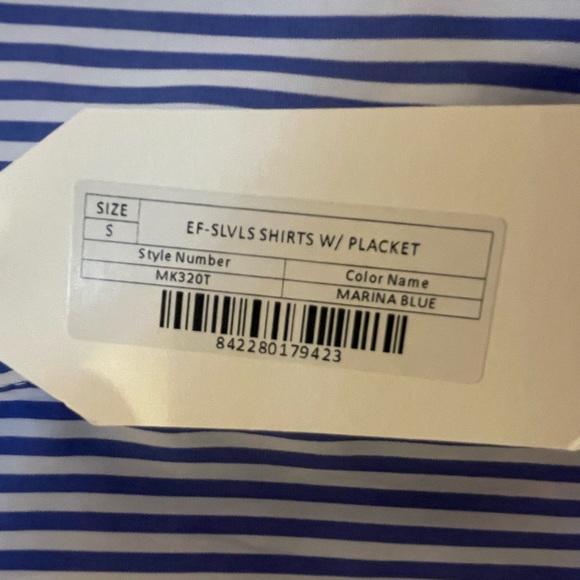 SIZE
S
EF-SLVLS SHIRTS W/ PLACKET
Style Number
Color Name
MK320T
MARINA BLUE
842280179423